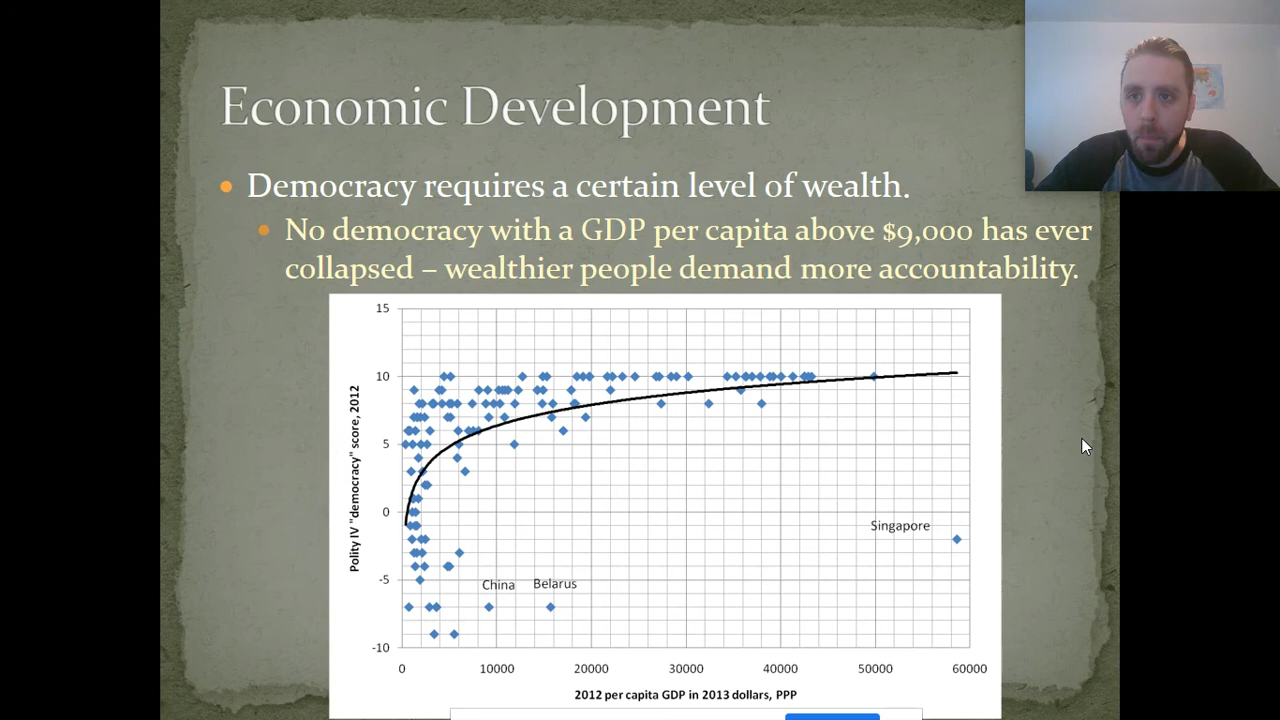 Economic Development
Democracy requires a certain level of wealth.
No democracy with a GDP per capita above $9,000 has ever
collapsed – wealthier people demand more accountability.
15
10
5
0
-5
-10
Polity IV "democracy" score, 2012
Singapore
China
Belarus
0
10000
20000
30000
40000
50000
60000
2012 per capita GDP in 2013 dollars, PPP